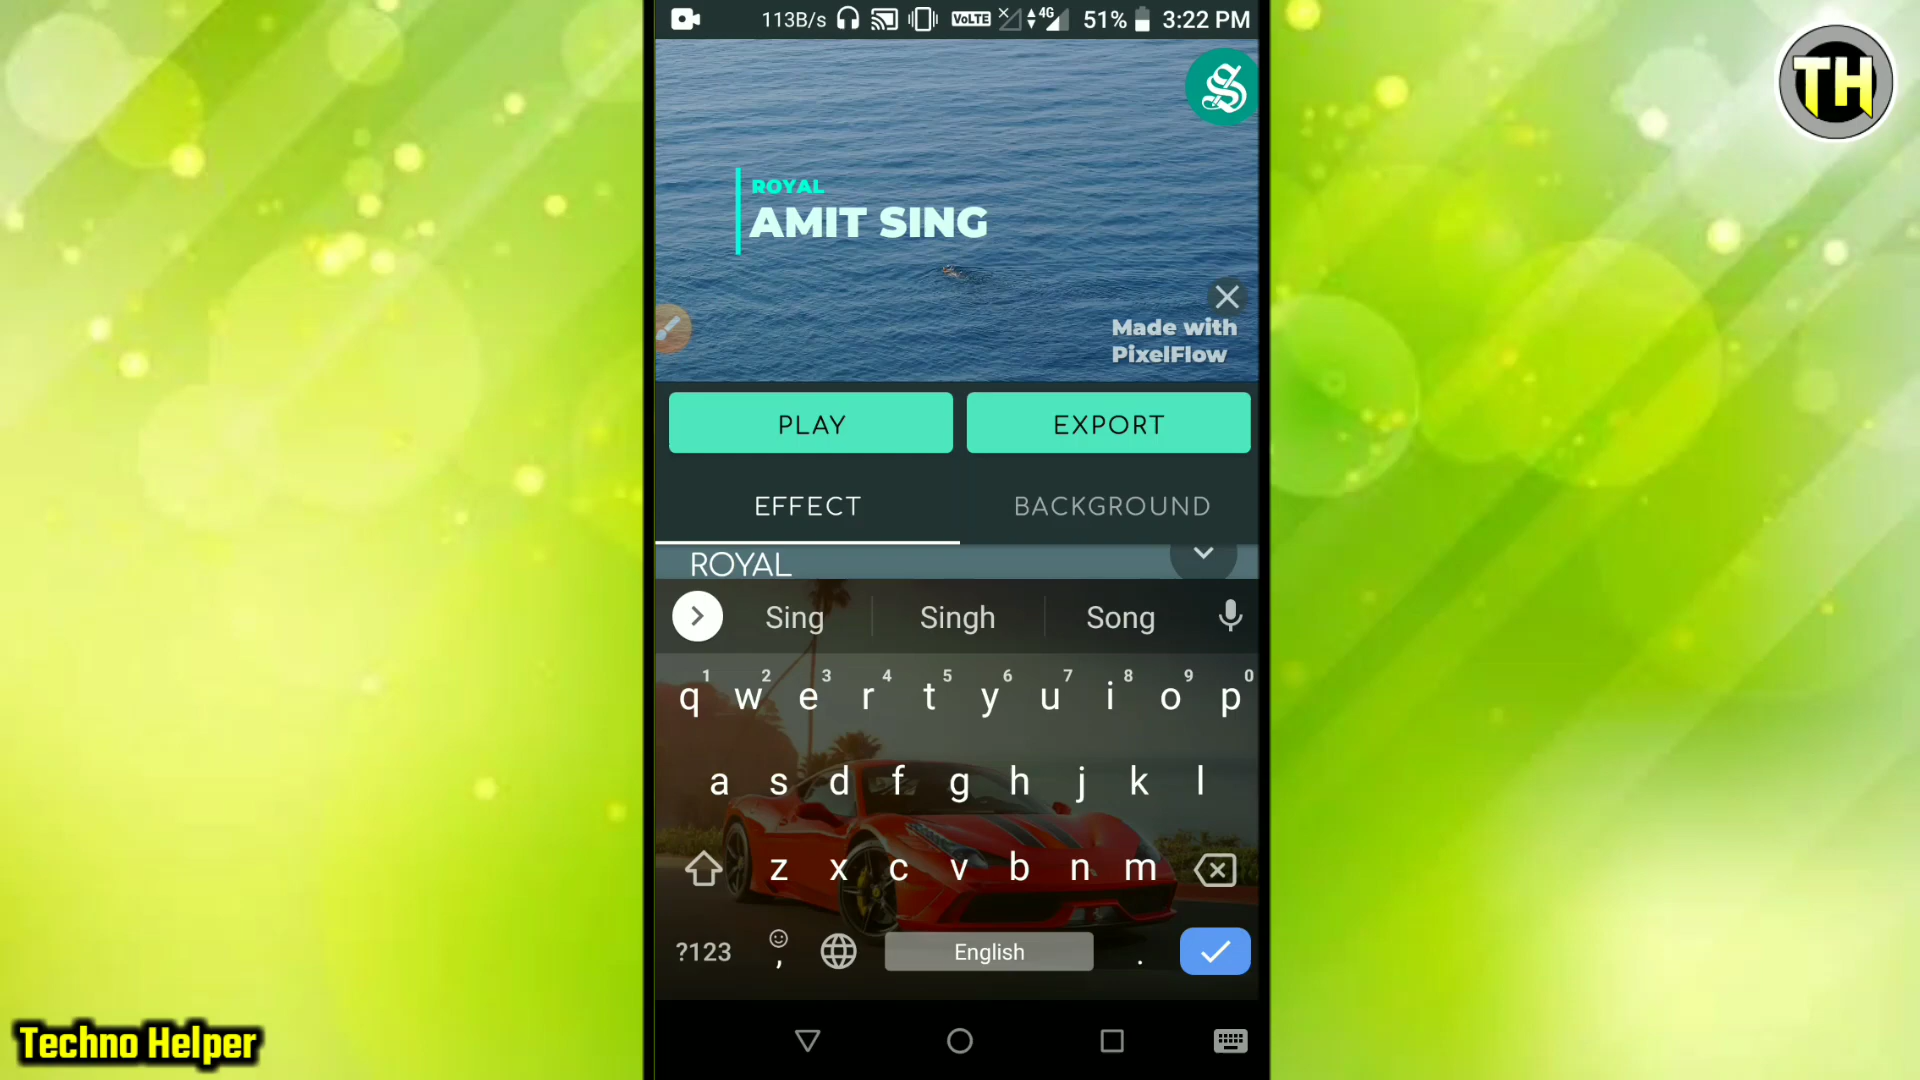 113B/s VoLTE 4G 51% 3:22 PM
TH
S
ROYAL
AMIT SING
Made with
PixelFlow
PLAY EXPORT
EFFECT BACKGROUND
ROYAL
Sing Singh Song
1 2 3 4 5 6 7 8 9 0
q w e r t y u i o p
a s d f g h j k l
z x c v b n m
?123 , English .
Techno Helper